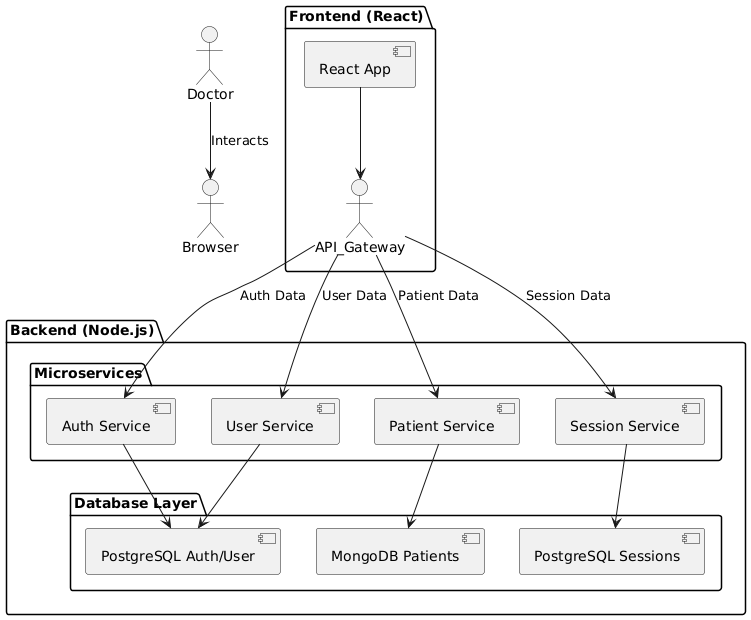 Frontend (React)
React App
Doctor
Interacts
Browser
API_Gateway
Auth Data
User Data
Patient Data
Session Data
Backend (Node.js)
Microservices
Auth Service
User Service
Patient Service
Session Service
Database Layer
PostgreSQL Auth/User
MongoDB Patients
PostgreSQL Sessions